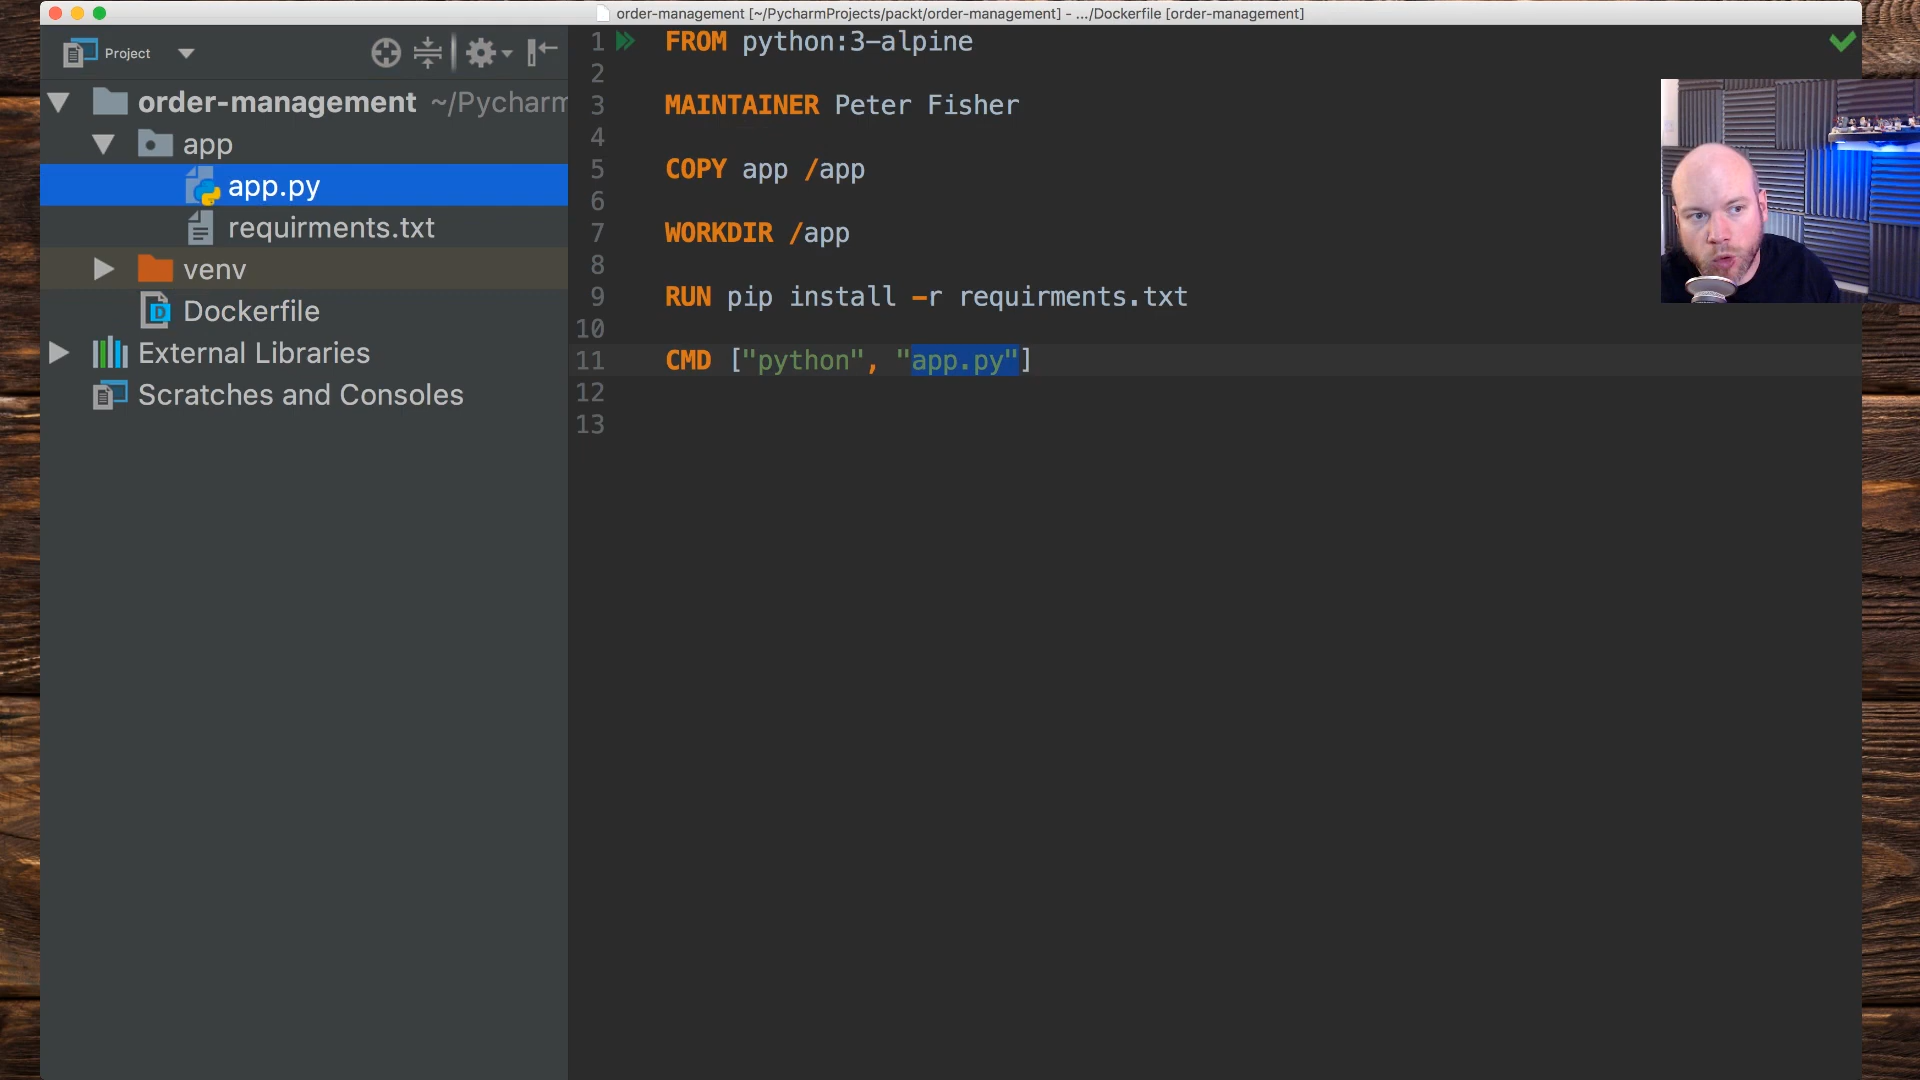 order-management [~/PycharmProjects/packt/order-management] - .../Dockerfile [order-management]
Project
order-management ~/Pycharm
app
app.py
requirments.txt
venv
Dockerfile
External Libraries
Scratches and Consoles
1 FROM python:3-alpine
2
3 MAINTAINER Peter Fisher
4
5 COPY app /app
6
7 WORKDIR /app
8
9 RUN pip install -r requirments.txt
10
11 CMD ["python", "app.py"]
12
13